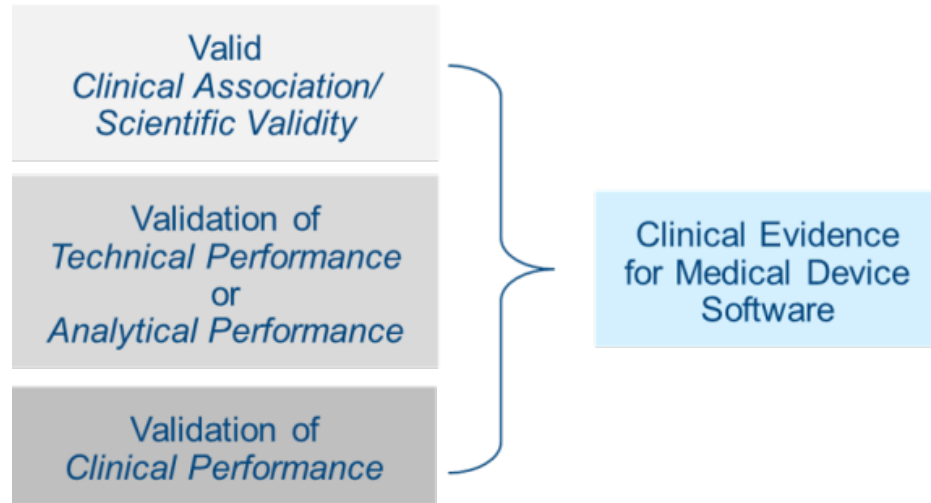 Valid
Clinical Association/
Scientific Validity
Validation of
Technical Performance
or
Analytical Performance
Validation of
Clinical Performance
Clinical Evidence
for Medical Device
Software